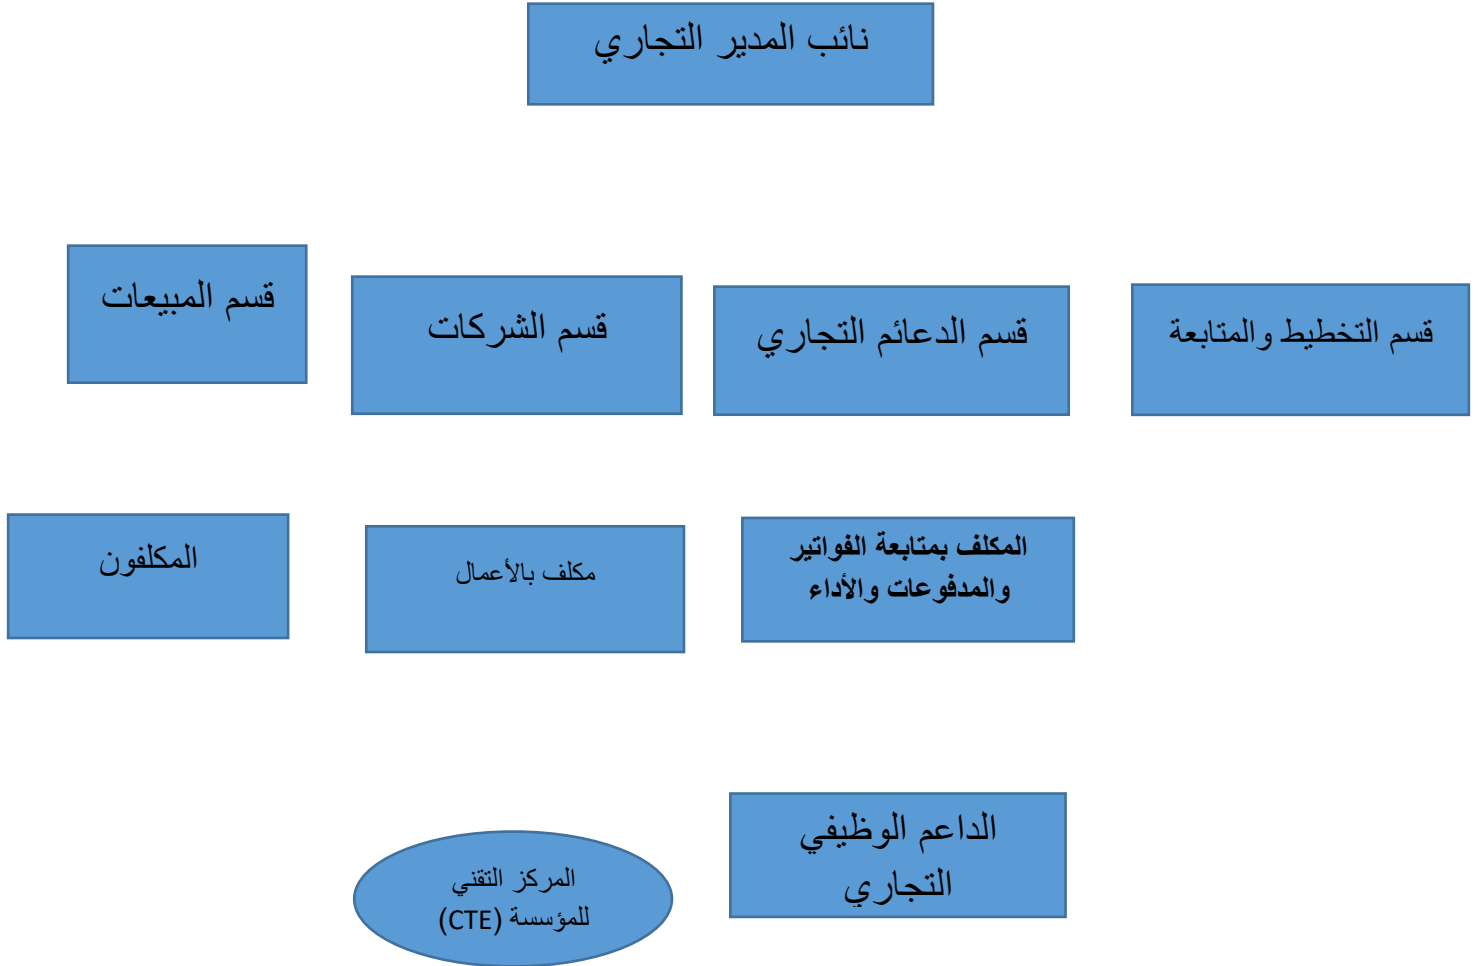 نائب المدير التجاري
قسم التخطيط والمتابعة
قسم الدعائم التجاري
قسم الشركات
قسم المبيعات
المكلف بمتابعة الفواتير
والمدفوعات والأداء
مكلف بالأعمال
المكلفون
الداعم الوظيفي
التجاري
المركز التقني
للمؤسسة (CTE)